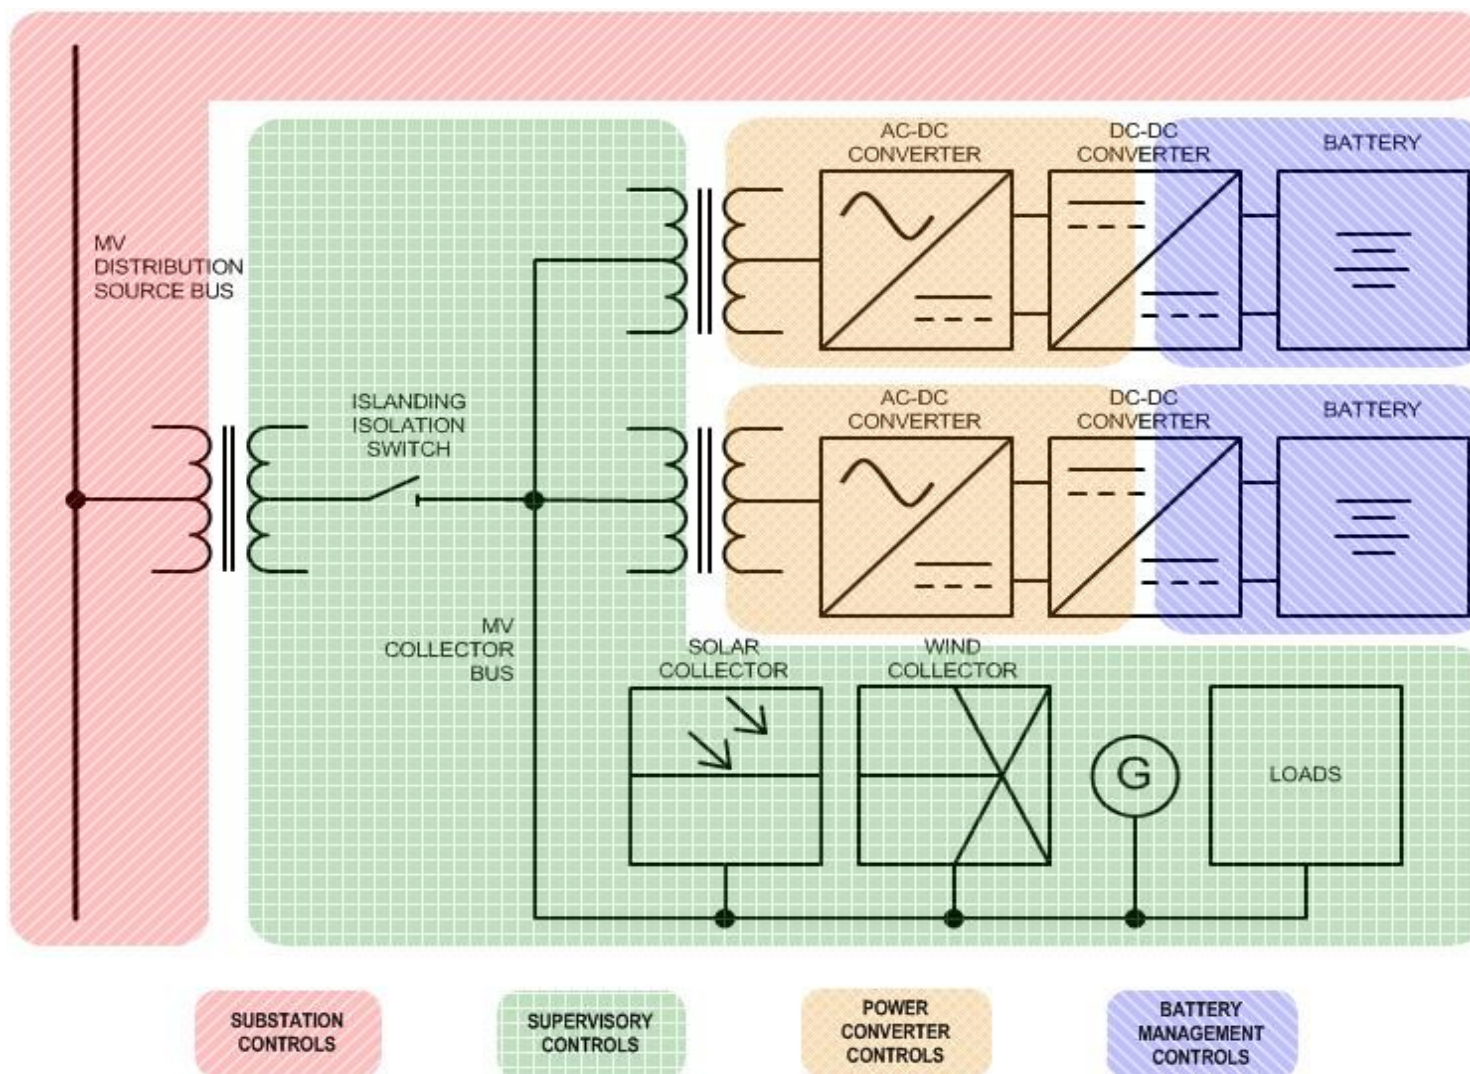 AC-DC
CONVERTER
DC-DC
CONVERTER
BATTERY
MV
DISTRIBUTION
SOURCE BUS
ISLANDING
ISOLATION
SWITCH
AC-DC
CONVERTER
DC-DC
CONVERTER
BATTERY
MV
COLLECTOR
BUS
SOLAR
COLLECTOR
WIND
COLLECTOR
G
LOADS
SUBSTATION
CONTROLS
SUPERVISORY
CONTROLS
POWER
CONVERTER
CONTROLS
BATTERY
MANAGEMENT
CONTROLS